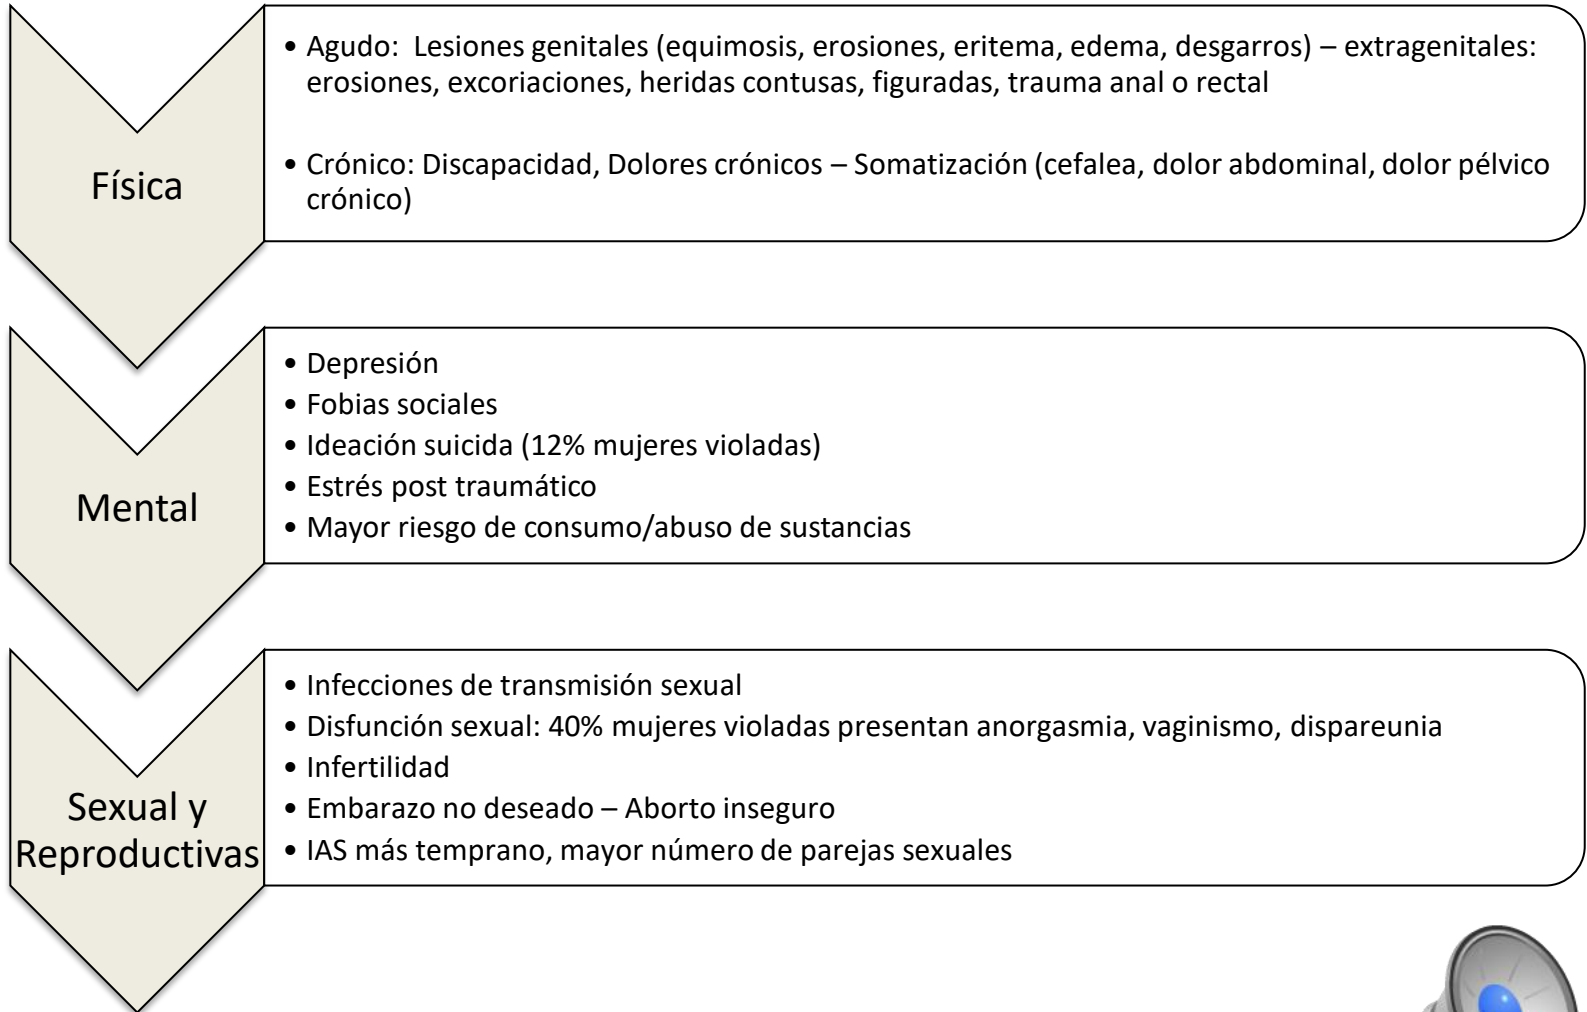 Física
• Agudo: Lesiones genitales (equimosis, erosiones, eritema, edema, desgarros) – extragenitales:
erosiones, excoriaciones, heridas contusas, figuradas, trauma anal o rectal
• Crónico: Discapacidad, Dolores crónicos – Somatización (cefalea, dolor abdominal, dolor pélvico
crónico)
Mental
• Depresión
• Fobias sociales
• Ideación suicida (12% mujeres violadas)
• Estrés post traumático
• Mayor riesgo de consumo/abuso de sustancias
Sexual y
Reproductivas
• Infecciones de transmisión sexual
• Disfunción sexual: 40% mujeres violadas presentan anorgasmia, vaginismo, dispareunia
• Infertilidad
• Embarazo no deseado – Aborto inseguro
• IAS más temprano, mayor número de parejas sexuales